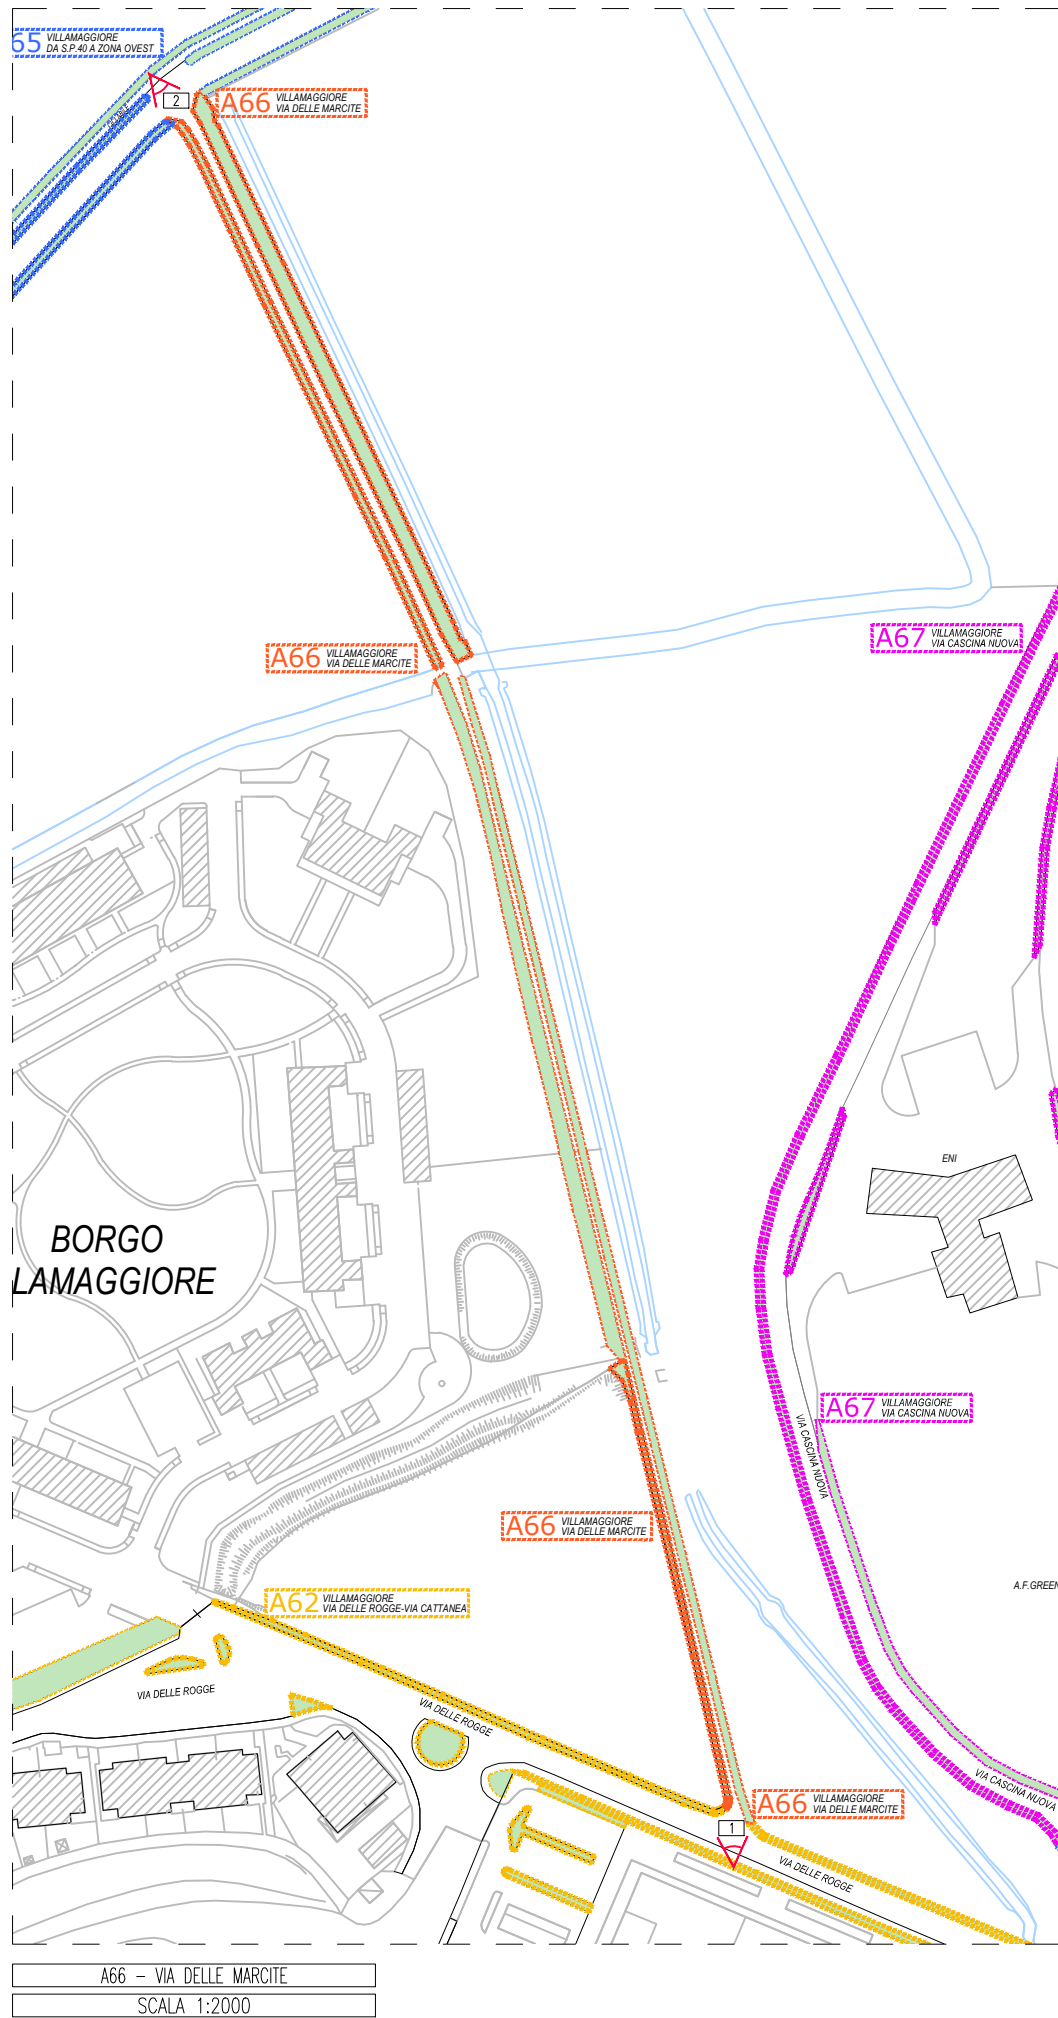 65 VILLAMAGGIORE
DA S.P.40 A ZONA OVEST
2
A66 VILLAMAGGIORE
VIA DELLE MARCITE
A66 VILLAMAGGIORE
VIA DELLE MARCITE
A67 VILLAMAGGIORE
VIA CASCINA NUOVA
ENI
BORGO
LAMAGGIORE
A67 VILLAMAGGIORE
VIA CASCINA NUOVA
VIA CASCINA NUOVA
A66 VILLAMAGGIORE
VIA DELLE MARCITE
A.F.GREEN
A62 VILLAMAGGIORE
VIA DELLE ROGGE-VIA CATTANEA
VIA DELLE ROGGE
VIA DELLE ROGGE
VIA CASCINA NUOVA
A66 VILLAMAGGIORE
VIA DELLE MARCITE
1
VIA DELLE ROGGE
A66 - VIA DELLE MARCITE
SCALA 1:2000